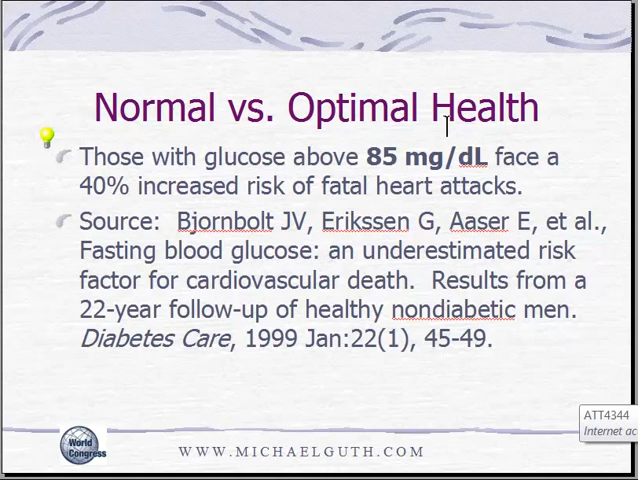 Normal vs. Optimal Health
Those with glucose above 85 mg/dL face a
40% increased risk of fatal heart attacks.
Source: Bjornbolt JV, Erikssen G, Aaser E, et al.,
Fasting blood glucose: an underestimated risk
factor for cardiovascular death. Results from a
22-year follow-up of healthy nondiabetic men.
Diabetes Care, 1999 Jan:22(1), 45-49.
ATT4344
Internet ac
World
Congress
WWW.MICHAELGUTH.COM